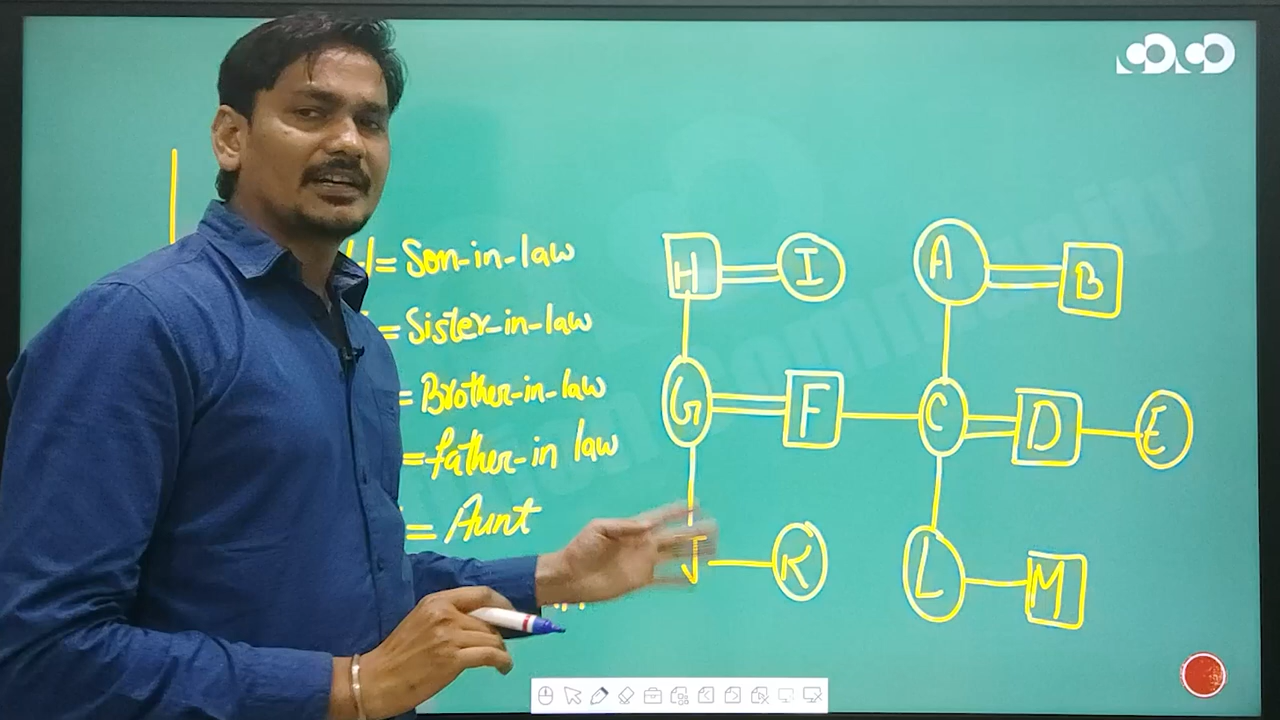 H = Son-in-law
= Sister-in-law
= Brother-in-law
= father-in law
= Aunt
H I A B
G F C D E
J K L M